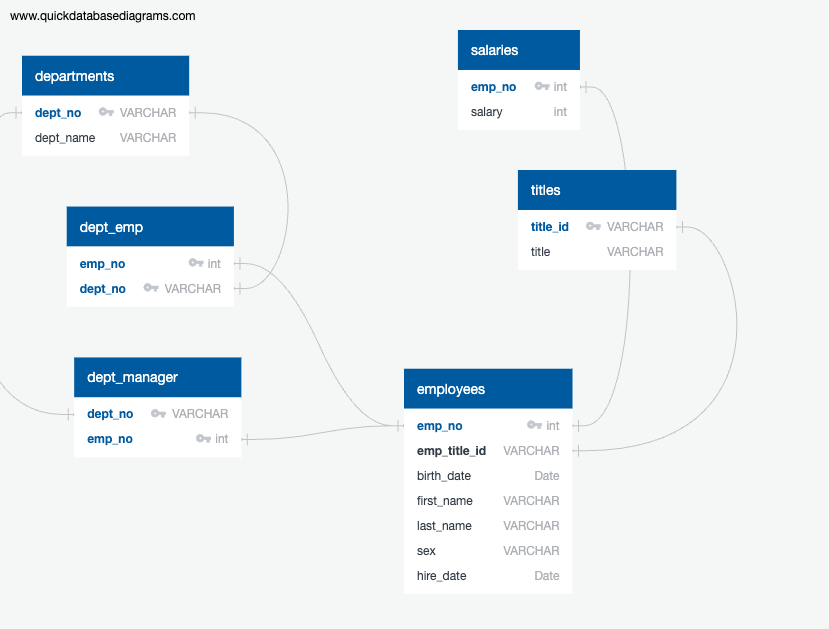 www.quickdatabasediagrams.com
departments
dept_no VARCHAR
dept_name VARCHAR
dept_emp
emp_no int
dept_no VARCHAR
dept_manager
dept_no VARCHAR
emp_no int
salaries
emp_no int
salary int
titles
title_id VARCHAR
title VARCHAR
employees
emp_no int
emp_title_id VARCHAR
birth_date Date
first_name VARCHAR
last_name VARCHAR
sex VARCHAR
hire_date Date